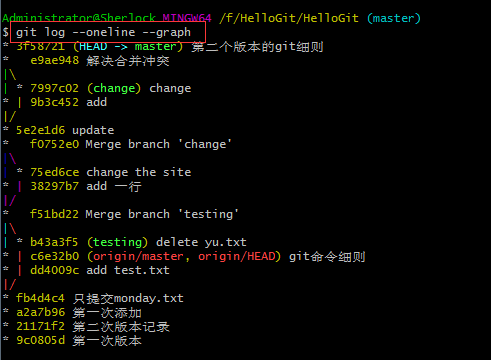 Administrator@Sherlock MINGW64 /f/HelloGit/HelloGit (master)
$ git log --oneline --graph
* 3f58721 (HEAD -> master) 第二个版本的git细则
*   e9ae948 解决合并冲突
|\
| * 7997c02 (change) change
* | 9b3c452 add
|/
* 5e2e1d6 update
*   f0752e0 Merge branch 'change'
|\
| * 75ed6ce change the site
* | 38297b7 add 一行
|/
*   f51bd22 Merge branch 'testing'
|\
| * b43a3f5 (testing) delete yu.txt
* | c6e32b0 (origin/master, origin/HEAD) git命令细则
* | dd4009c add test.txt
|/
* fb4d4c4 只提交monday.txt
* a2a7b96 第一次添加
* 21171f2 第二次版本记录
* 9c0805d 第一次版本